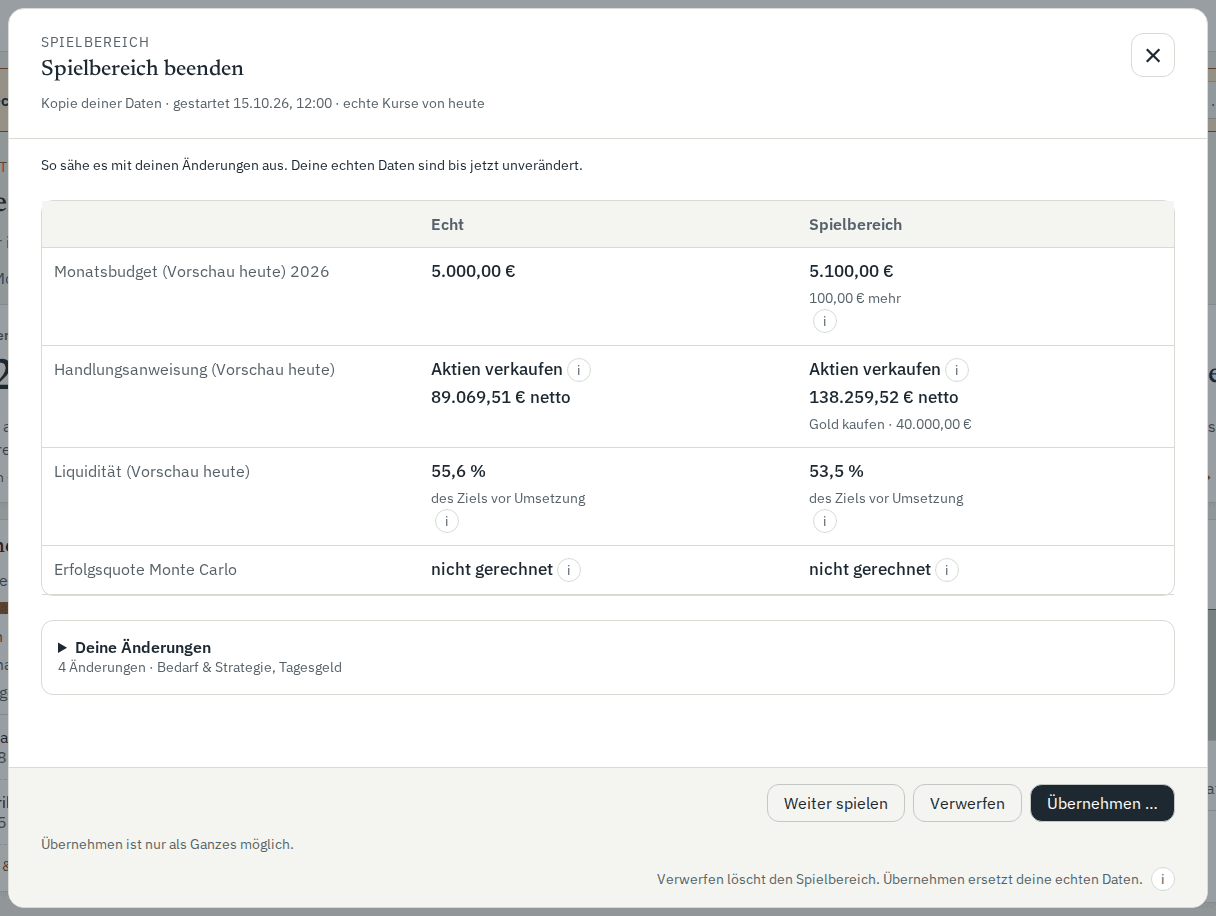 SPIELBEREICH
Spielbereich beenden
Kopie deiner Daten · gestartet 15.10.26, 12:00 · echte Kurse von heute
So sähe es mit deinen Änderungen aus. Deine echten Daten sind bis jetzt unverändert.
Echt Spielbereich
Monatsbudget (Vorschau heute) 2026 5.000,00 € 5.100,00 €
100,00 € mehr
i
Handlungsanweisung (Vorschau heute) Aktien verkaufen i Aktien verkaufen i
89.069,51 € netto 138.259,52 € netto
Gold kaufen · 40.000,00 €
Liquidität (Vorschau heute) 55,6 % 53,5 %
des Ziels vor Umsetzung des Ziels vor Umsetzung
i i
Erfolgsquote Monte Carlo nicht gerechnet i nicht gerechnet i
Deine Änderungen
4 Änderungen · Bedarf & Strategie, Tagesgeld
Weiter spielen Verwerfen Übernehmen ...
Übernehmen ist nur als Ganzes möglich.
Verwerfen löscht den Spielbereich. Übernehmen ersetzt deine echten Daten. i